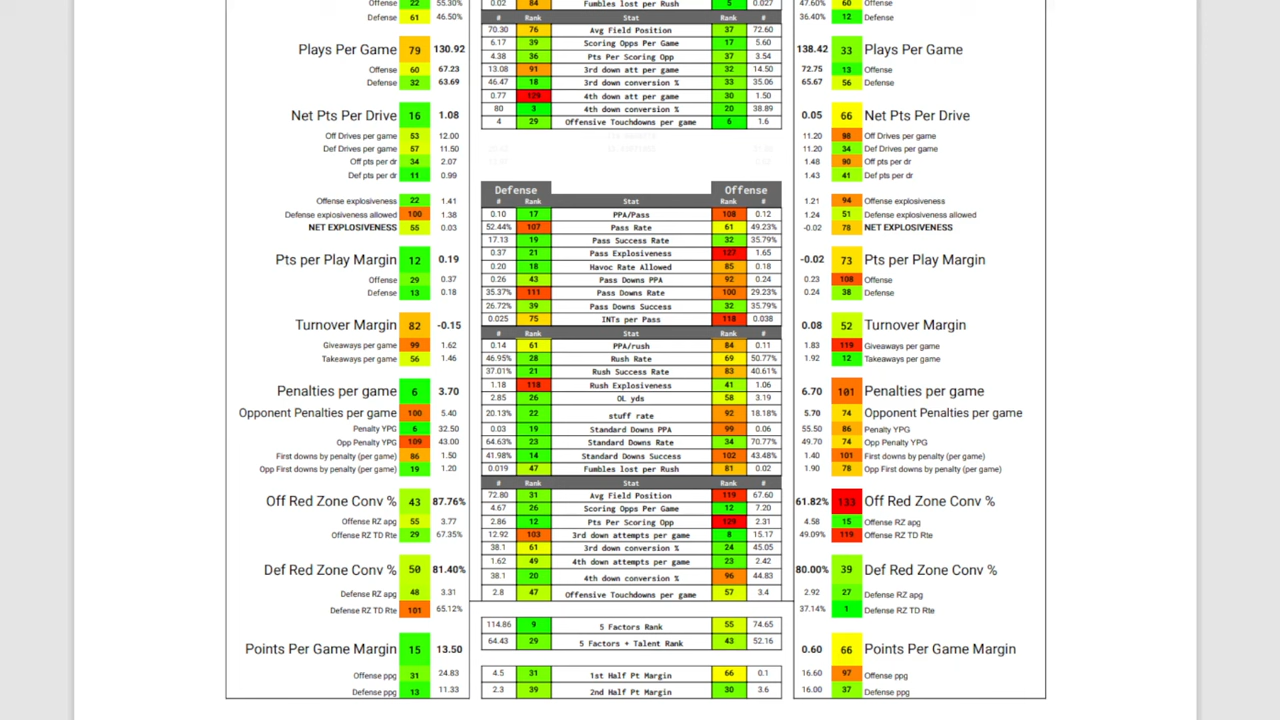 Offense 22 55.30% 0.02 84 Fumbles lost per Rush 5 0.027 47.60% 60 Offense
Defense 61 46.50% # Rank Stat Rank # 36.40% 12 Defense
70.30 76 Avg Field Position 37 72.60
Plays Per Game 79 130.92 6.17 39 Scoring Opps Per Game 17 5.60 138.42 33 Plays Per Game
4.38 36 Pts Per Scoring Opp 37 3.54
Offense 60 67.23 13.08 91 3rd down att per game 32 14.50 72.75 13 Offense
Defense 32 63.69 46.47 18 3rd down conversion % 33 35.06 65.67 56 Defense
0.77 129 4th down att per game 30 1.50
Net Pts Per Drive 16 1.08 80 3 4th down conversion % 20 38.89 0.05 66 Net Pts Per Drive
4 29 Offensive Touchdowns per game 6 1.6
Off Drives per game 53 12.00 11.20 98 Off Drives per game
Def Drives per game 57 11.50 11.20 34 Def Drives per game
Off pts per dr 34 2.07 1.48 90 Off pts per dr
Def pts per dr 11 0.99 1.43 41 Def pts per dr
Defense Offense
Offense explosiveness 22 1.41 # Rank Rank # 1.21 94 Offense explosiveness
Defense explosiveness allowed 100 1.38 0.10 17 PPA/Pass 108 0.12 1.24 51 Defense explosiveness allowed
NET EXPLOSIVENESS 55 0.03 52.44% 107 Pass Rate 61 49.23% -0.02 78 NET EXPLOSIVENESS
17.13 19 Pass Success Rate 32 35.79%
0.37 21 Pass Explosiveness 127 1.65
Pts per Play Margin 12 0.19 0.20 18 Havoc Rate Allowed 85 0.18 -0.02 73 Pts per Play Margin
Offense 29 0.37 0.26 43 Pass Downs PPA 92 0.24 0.23 108 Offense
Defense 13 0.18 35.37% 111 Pass Downs Rate 100 29.23% 0.24 38 Defense
26.72% 39 Pass Downs Success 32 35.79%
Turnover Margin 82 -0.15 0.025 75 INTs per Pass 118 0.038 0.08 52 Turnover Margin
# Rank Stat Rank #
Giveaways per game 99 1.62 0.14 61 PPA/rush 84 0.11 1.83 119 Giveaways per game
Takeaways per game 56 1.46 46.95% 28 Rush Rate 69 50.77% 1.92 12 Takeaways per game
37.01% 21 Rush Success Rate 83 40.61%
Penalties per game 6 3.70 1.18 118 Rush Explosiveness 41 1.06 6.70 101 Penalties per game
2.85 26 OL yds 58 3.19
Opponent Penalties per game 100 5.40 20.13% 22 stuff rate 92 18.18% 5.70 74 Opponent Penalties per game
Penalty YPG 6 32.50 0.03 19 Standard Downs PPA 99 0.06 55.50 86 Penalty YPG
Opp Penalty YPG 109 43.00 64.63% 23 Standard Downs Rate 34 70.77% 49.70 74 Opp Penalty YPG
First downs by penalty (per game) 86 1.50 41.98% 14 Standard Downs Success 102 43.48% 1.40 101 First downs by penalty (per game)
Opp First downs by penalty (per game) 19 1.20 0.019 47 Fumbles lost per Rush 81 0.02 1.90 78 Opp First downs by penalty (per game)
# Rank Stat Rank #
Off Red Zone Conv % 43 87.76% 72.80 31 Avg Field Position 119 67.60 61.82% 133 Off Red Zone Conv %
4.67 26 Scoring Opps Per Game 12 7.20
Offense RZ apg 55 3.77 2.86 12 Pts Per Scoring Opp 129 2.31 4.58 15 Offense RZ apg
Offense RZ TD Rte 29 67.35% 12.92 103 3rd down attempts per game 8 15.17 49.09% 119 Offense RZ TD Rte
38.1 61 3rd down conversion % 24 45.05
Def Red Zone Conv % 50 81.40% 1.62 49 4th down attempts per game 23 2.42 80.00% 39 Def Red Zone Conv %
38.1 20 4th down conversion % 96 44.83
Defense RZ apg 48 3.31 2.8 47 Offensive Touchdowns per game 57 3.4 2.92 27 Defense RZ apg
Defense RZ TD Rte 101 65.12% 37.14% 1 Defense RZ TD Rte
114.86 9 5 Factors Rank 55 74.65
Points Per Game Margin 15 13.50 64.43 29 5 Factors + Talent Rank 43 52.16 0.60 66 Points Per Game Margin
Offense ppg 31 24.83 4.5 31 1st Half Pt Margin 66 0.1 16.60 97 Offense ppg
Defense ppg 13 11.33 2.3 39 2nd Half Pt Margin 30 3.6 16.00 37 Defense ppg